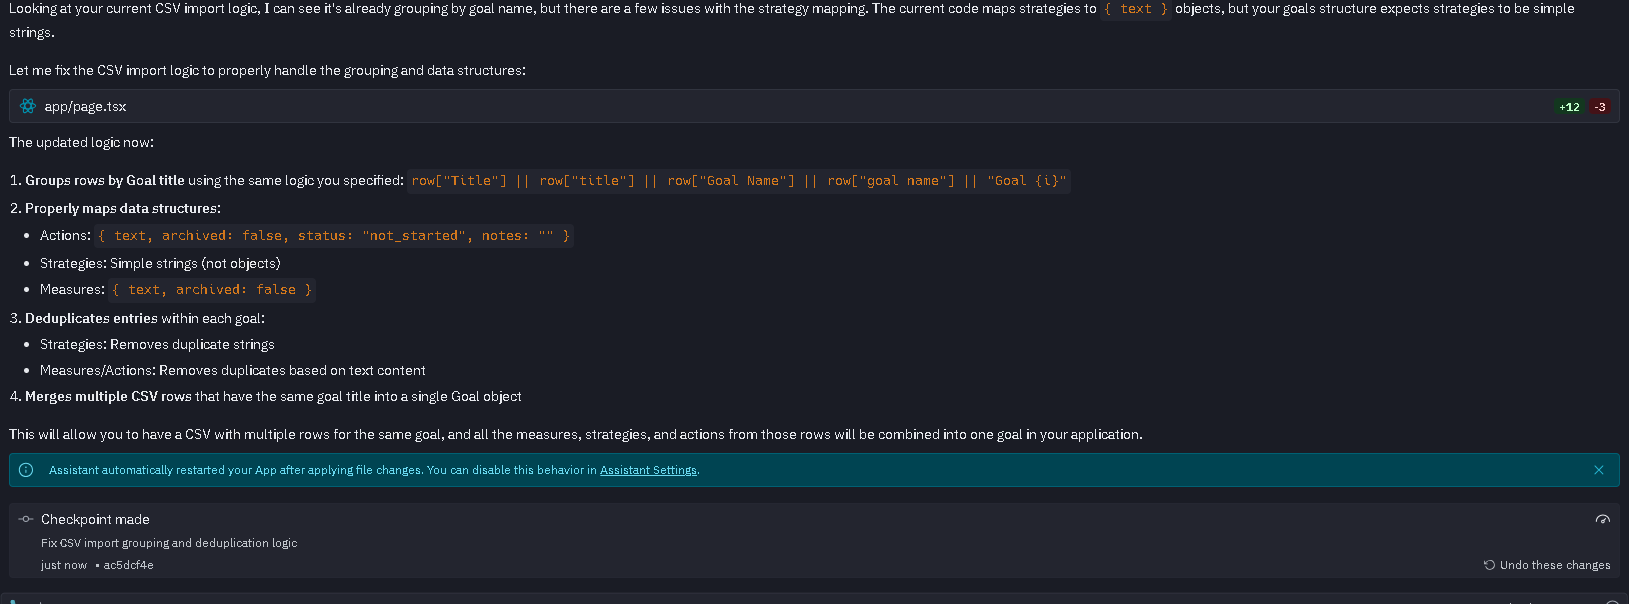 Looking at your current CSV import logic, I can see it's already grouping by goal name, but there are a few issues with the strategy mapping. The current code maps strategies to { text } objects, but your goals structure expects strategies to be simple
strings.
Let me fix the CSV import logic to properly handle the grouping and data structures:
app/page.tsx +12 -3
The updated logic now:
1. Groups rows by Goal title using the same logic you specified: row["Title"] || row["title"] || row["Goal Name"] || row["goal name"] || "Goal {i}"
2. Properly maps data structures:
• Actions: { text, archived: false, status: "not_started", notes: "" }
• Strategies: Simple strings (not objects)
• Measures: { text, archived: false }
3. Deduplicates entries within each goal:
• Strategies: Removes duplicate strings
• Measures/Actions: Removes duplicates based on text content
4. Merges multiple CSV rows that have the same goal title into a single Goal object
This will allow you to have a CSV with multiple rows for the same goal, and all the measures, strategies, and actions from those rows will be combined into one goal in your application.
Assistant automatically restarted your App after applying file changes. You can disable this behavior in Assistant Settings.
Checkpoint made
Fix CSV import grouping and deduplication logic
just now • ac5dcf4e Undo these changes